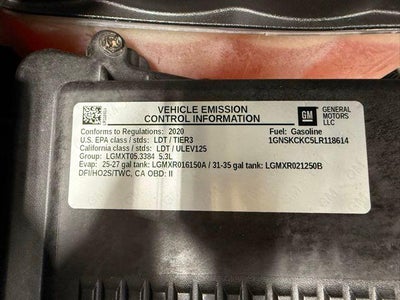 VEHICLE EMISSION
CONTROL INFORMATION
GM
GENERAL
MOTORS
LLC
Conforms to Regulations: 2020
Fuel: Gasoline
U.S. EPA class / stds: LDT / TIER3
1GNSKCKC5LR118614
California class / stds: LDT / ULEV125
Group: LGMXT05.3384 5.3L
Evap: 25-27 gal tank: LGMXR016150A / 31-35 gal tank: LGMXR021250B
DFI/HO2S/TWC, CA OBD: II